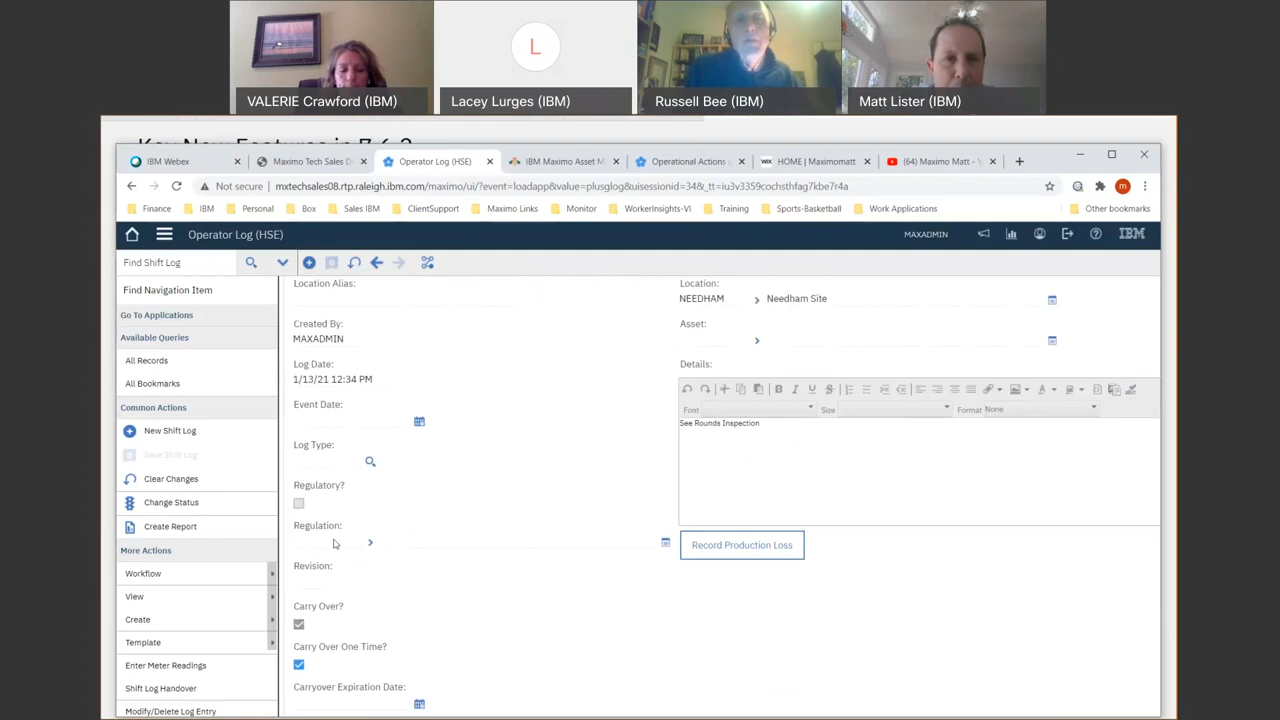 L
VALERIE Crawford (IBM)
Lacey Lurges (IBM)
Russell Bee (IBM)
Matt Lister (IBM)
IBM Webex
Maximo Tech Sales D
Operator Log (HSE)
IBM Maximo Asset M
Operational Actions
HOME | Maximomatt
(64) Maximo Matt -
Not secure | mxtechsales08.rtp.raleigh.ibm.com/maximo/ui/?event=loadapp&value=plusglog&uisessionid=34&_tt=iu3v3359cochsthfag7kbe7r4a
Finance
IBM
Personal
Box
Sales IBM
ClientSupport
Maximo Links
Monitor
WorkerInsights-VI
Training
Sports-Basketball
Work Applications
Other bookmarks
Operator Log (HSE)
MAXADMIN
IBM
Find Shift Log
Find Navigation Item
Go To Applications
Available Queries
All Records
All Bookmarks
Common Actions
New Shift Log
Save Shift Log
Clear Changes
Change Status
Create Report
More Actions
Workflow
View
Create
Template
Enter Meter Readings
Shift Log Handover
Modify/Delete Log Entry
Location Alias:
Created By:
MAXADMIN
Log Date:
1/13/21 12:34 PM
Event Date:
Log Type:
Regulatory?
Regulation:
Revision:
Carry Over?
Carry Over One Time?
Carryover Expiration Date:
Location:
NEEDHAM
Needham Site
Asset:
Details:
Font
Size
Format None
See Rounds Inspection
Record Production Loss